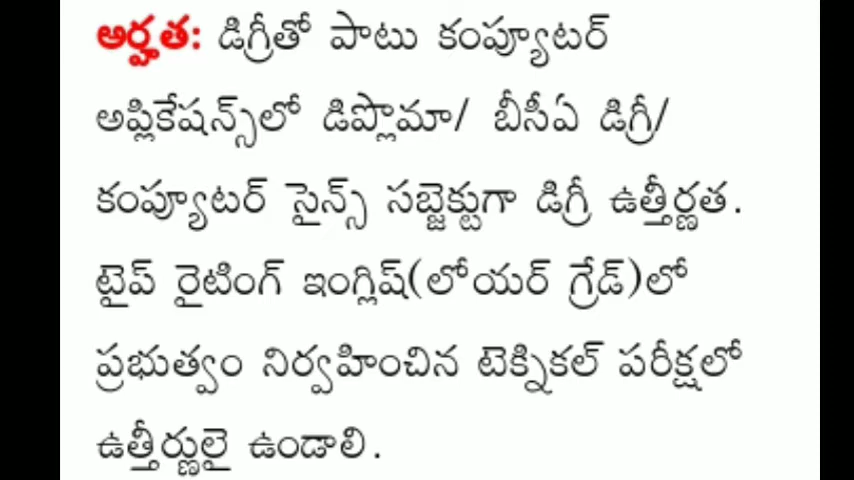 అర్హత: డిగ్రీతో పాటు కంప్యూటర్
అప్లికేషన్స్‌లో డిప్లొమా/ బీసీఏ డిగ్రీ/
కంప్యూటర్ సైన్స్ సబ్జెక్టుగా డిగ్రీ ఉత్తీర్ణత.
టైప్ రైటింగ్ ఇంగ్లిష్(లోయర్ గ్రేడ్)లో
ప్రభుత్వం నిర్వహించిన టెక్నికల్ పరీక్షలో
ఉత్తీర్ణులై ఉండాలి.